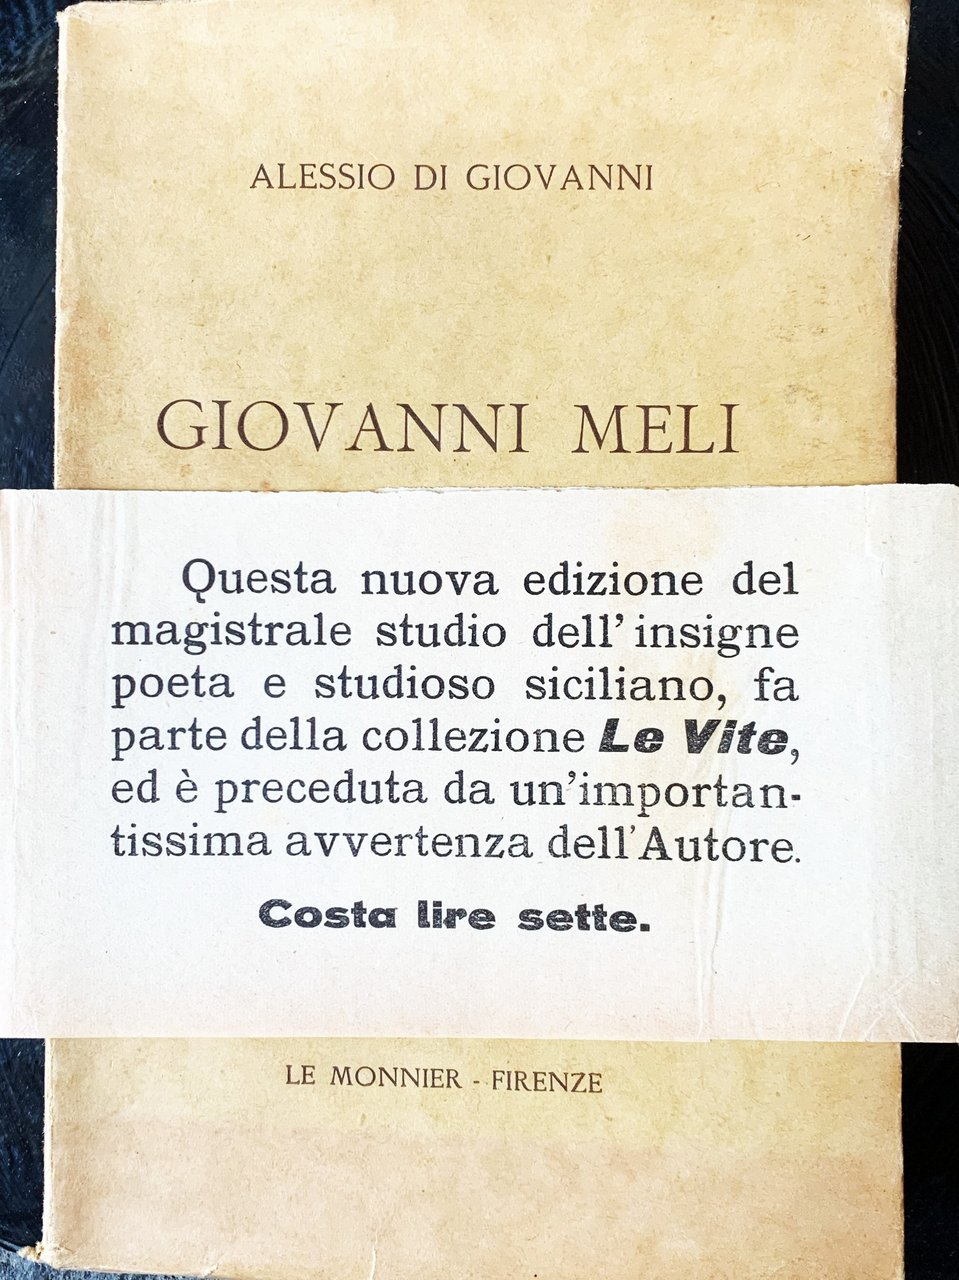 ALESSIO DI GIOVANNI
GIOVANNI MELI
Questa nuova edizione del
magistrale studio dell'insigne
poeta e studioso siciliano, fa
parte della collezione Le Vite,
ed è preceduta da un'importan-
tissima avvertenza dell'Autore.
Costa lire sette.
LE MONNIER - FIRENZE